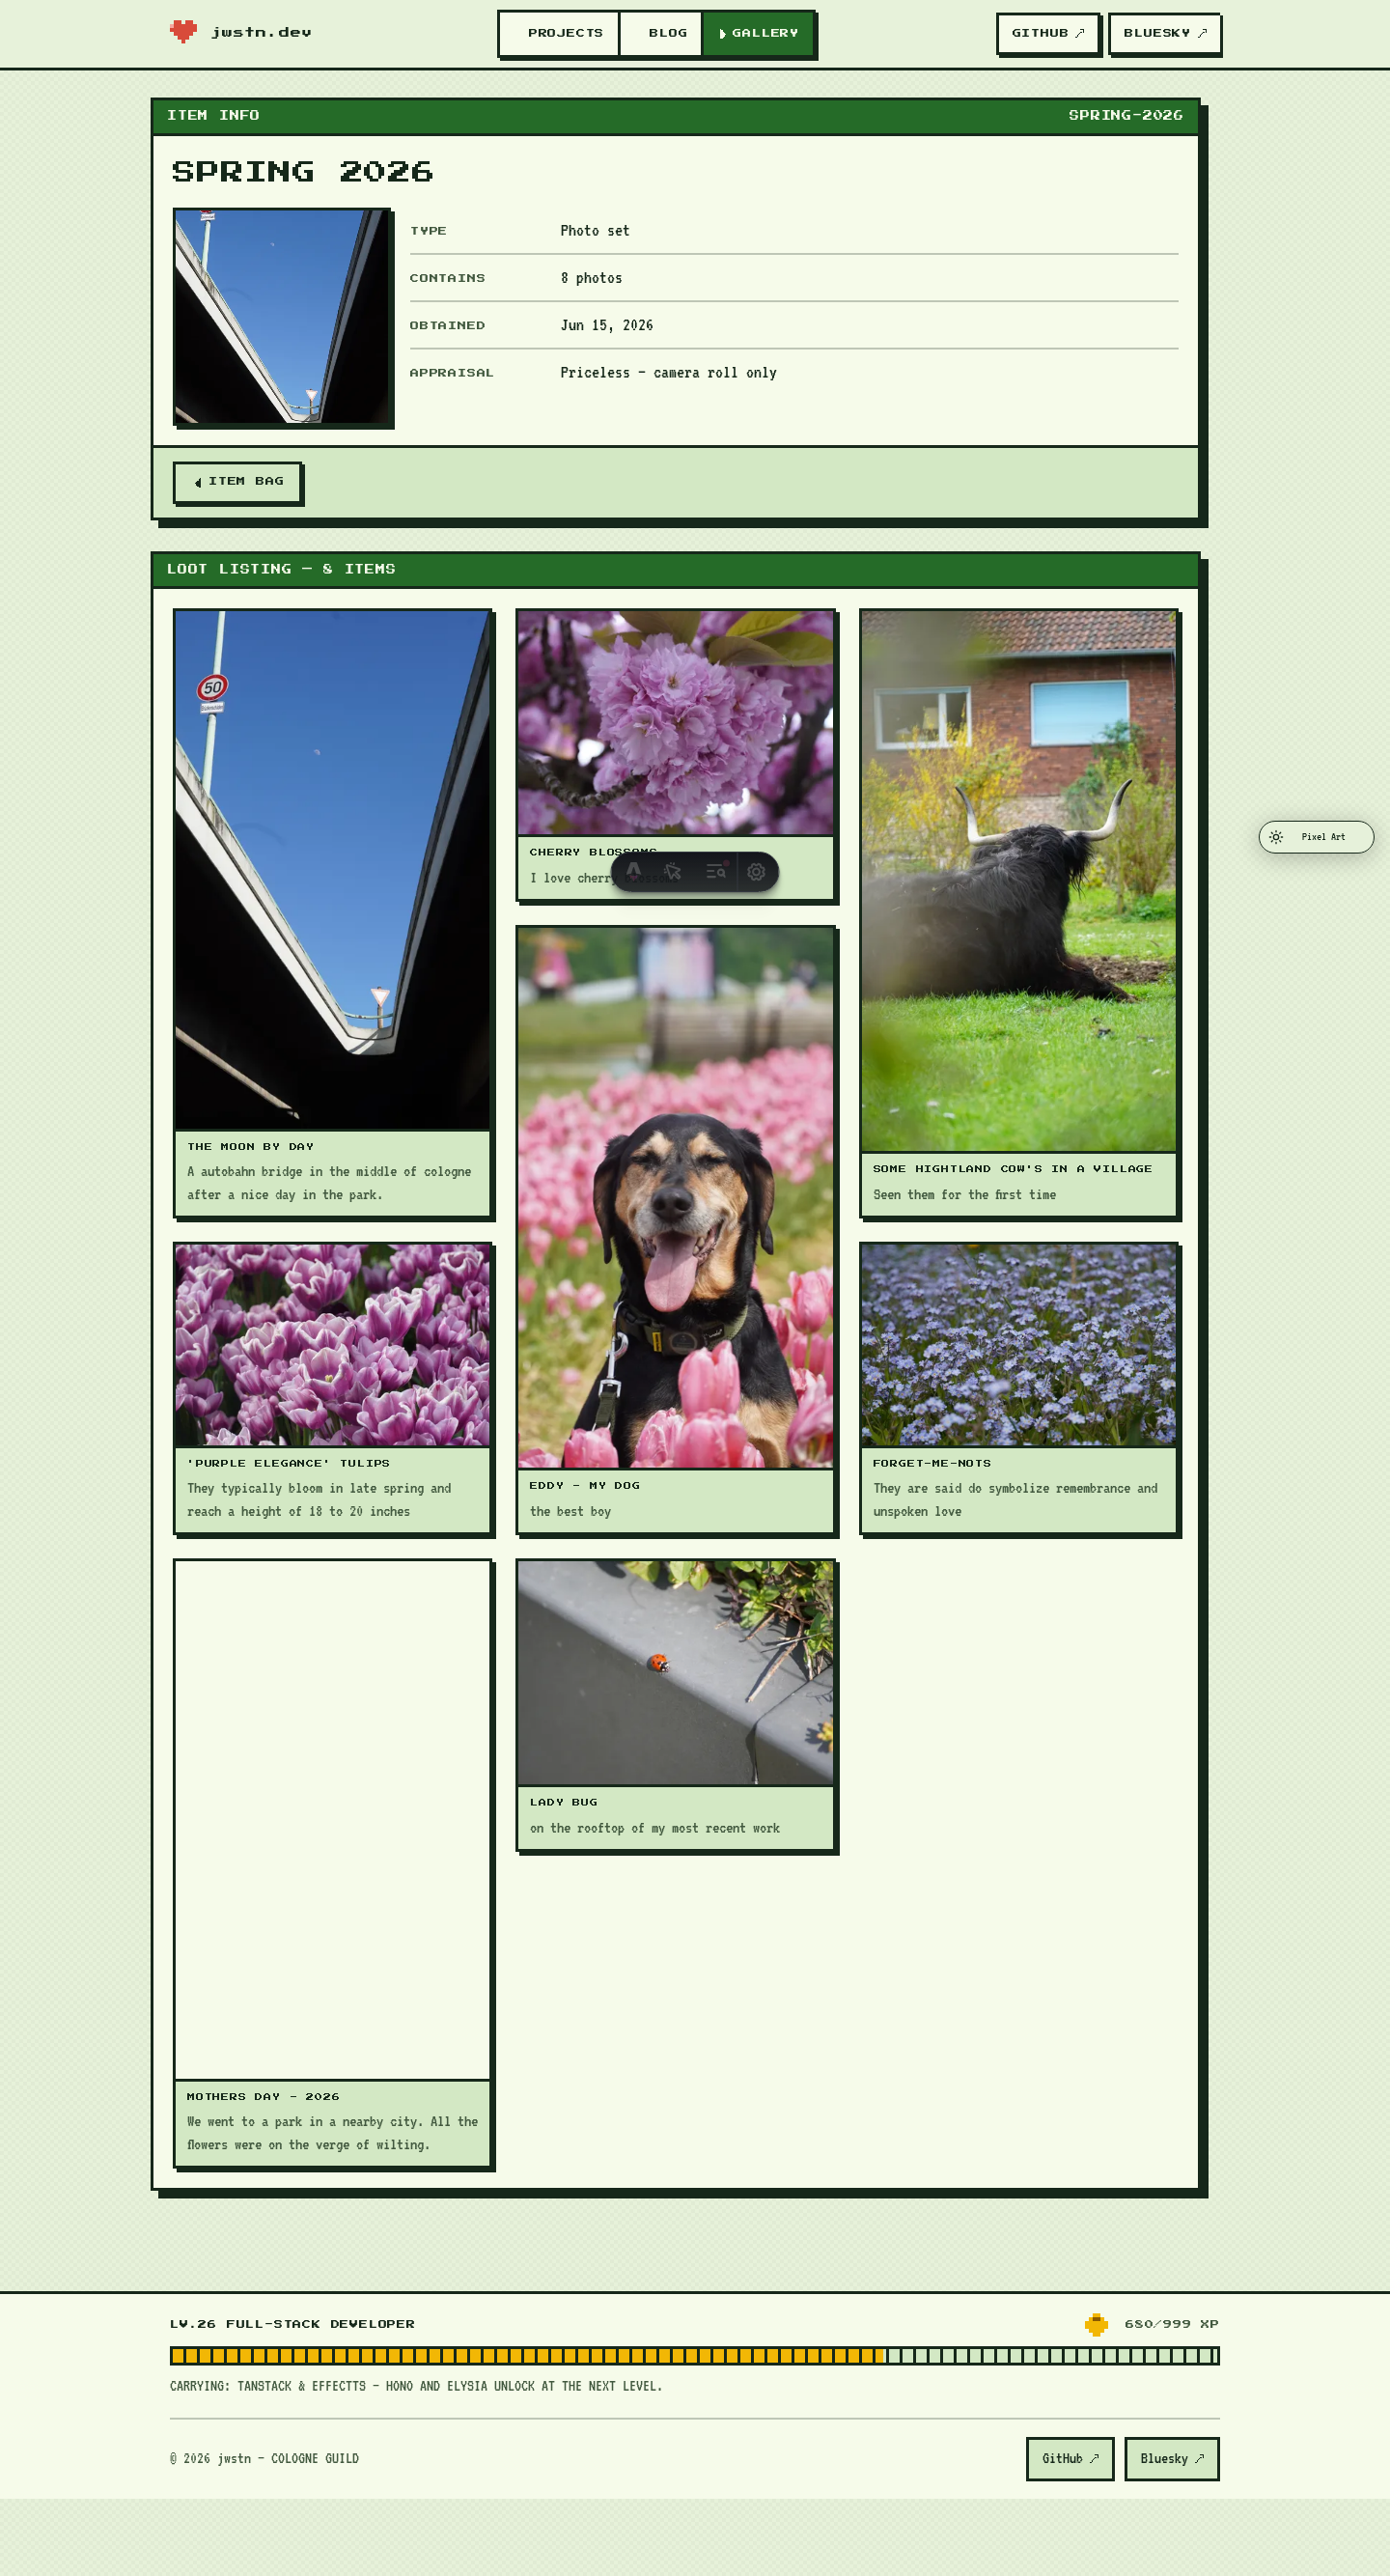 jwstn.dev
PROJECTS
BLOG
GALLERY
GITHUB ↗
BLUESKY ↗
ITEM INFO
SPRING-2026
SPRING 2026
TYPE
Photo set
CONTAINS
8 photos
OBTAINED
Jun 15, 2026
APPRAISAL
Priceless - camera roll only
ITEM BAG
LOOT LISTING — & ITEMS
50
CHERRY BLOSSOMS
I love cherry
THE MOON BY DAY
A autobahn bridge in the middle of cologne
after a nice day in the park.
SOME HIGHTLAND COW'S IN A VILLAGE
Seen them for the first time
Pixel Art
'PURPLE ELEGANCE' TULIPS
They typically bloom in late spring and
reach a height of 18 to 20 inches
EDDY - MY DOG
the best boy
FORGET-ME-NOTS
They are said do symbolize remembrance and
unspoken love
LADY BUG
on the rooftop of my most recent work
MOTHERS DAY - 2026
We went to a park in a nearby city. All the
flowers were on the verge of wilting.
LV.26 FULL-STACK DEVELOPER
680/999 XP
CARRYING: TANSTACK & EFFECTTS — HONO AND ELYSIA UNLOCK AT THE NEXT LEVEL.
© 2026 jwstn — COLOGNE GUILD
GitHub ↗
Bluesky ↗